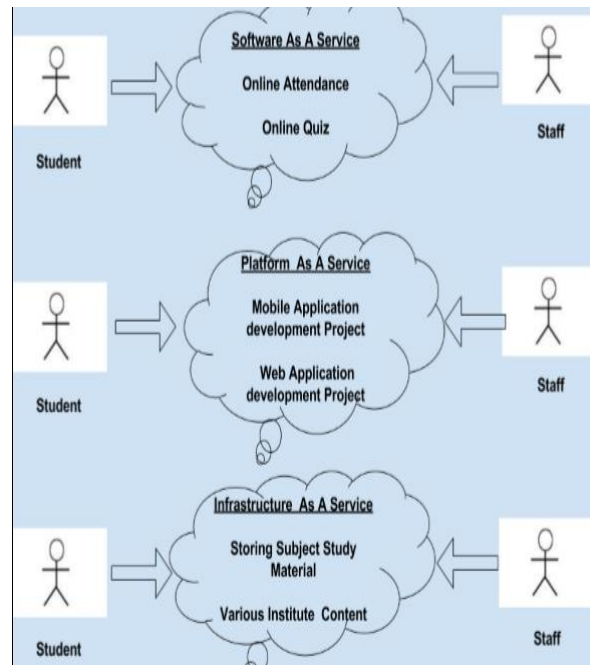 Software As A Service
Online Attendance
Online Quiz
Student
Staff
Platform As A Service
Mobile Application
development Project
Web Application
development Project
Student
Staff
Infrastructure As A Service
Storing Subject Study
Material
Various Institute Content
Student
Staff